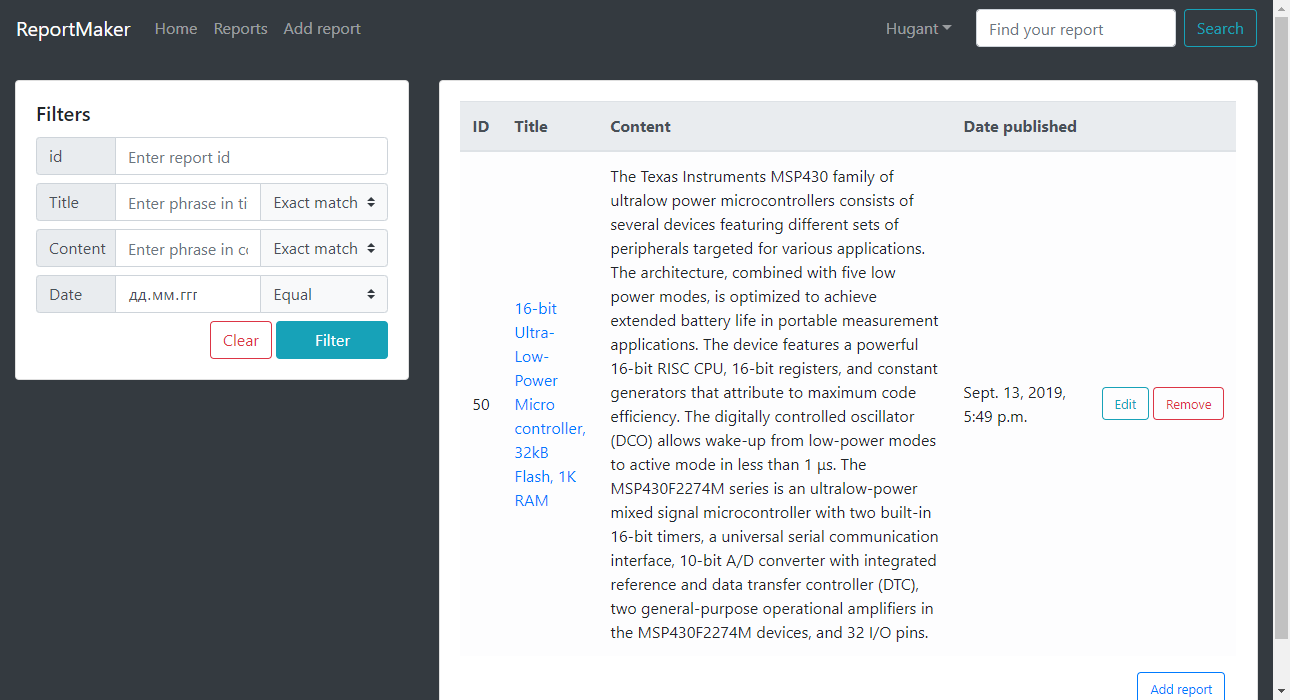 ReportMaker Home Reports Add report Hugant Find your report Search
Filters
id Enter report id
Title Enter phrase in ti Exact match
Content Enter phrase in cc Exact match
Date дд.мм.ггг Equal
Clear Filter
ID Title Content Date published
50
16-bit
Ultra-
Low-
Power
Micro
controller,
32kB
Flash, 1K
RAM
The Texas Instruments MSP430 family of
ultralow power microcontrollers consists of
several devices featuring different sets of
peripherals targeted for various applications.
The architecture, combined with five low
power modes, is optimized to achieve
extended battery life in portable measurement
applications. The device features a powerful
16-bit RISC CPU, 16-bit registers, and constant
generators that attribute to maximum code
efficiency. The digitally controlled oscillator
(DCO) allows wake-up from low-power modes
to active mode in less than 1 μs. The
MSP430F2274M series is an ultralow-power
mixed signal microcontroller with two built-in
16-bit timers, a universal serial communication
interface, 10-bit A/D converter with integrated
reference and data transfer controller (DTC),
two general-purpose operational amplifiers in
the MSP430F2274M devices, and 32 I/O pins.
Sept. 13, 2019,
5:49 p.m.
Edit Remove
Add report